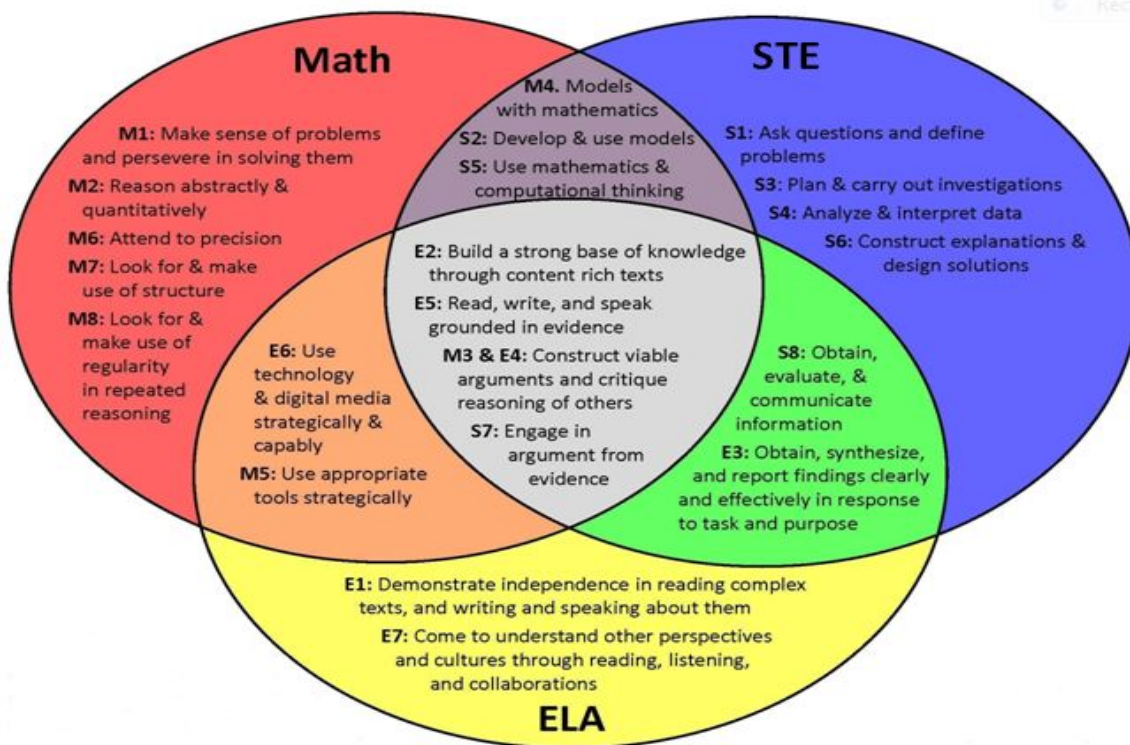 Rec
Math
STE
M4. Models
with mathematics
S2: Develop & use models
S5: Use mathematics &
computational thinking
M1: Make sense of problems
and persevere in solving them
M2: Reason abstractly &
quantitatively
M6: Attend to precision
M7: Look for & make
use of structure
M8: Look for &
make use of
regularity
in repeated
reasoning
S1: Ask questions and define
problems
S3: Plan & carry out investigations
S4: Analyze & interpret data
S6: Construct explanations &
design solutions
E2: Build a strong base of knowledge
through content rich texts
E5: Read, write, and speak
grounded in evidence
M3 & E4: Construct viable
arguments and critique
reasoning of others
S7: Engage in
argument from
evidence
E6: Use
technology
& digital media
strategically &
capably
M5: Use appropriate
tools strategically
S8: Obtain,
evaluate, &
communicate
information
E3: Obtain, synthesize,
and report findings clearly
and effectively in response
to task and purpose
E1: Demonstrate independence in reading complex
texts, and writing and speaking about them
E7: Come to understand other perspectives
and cultures through reading, listening,
and collaborations
ELA